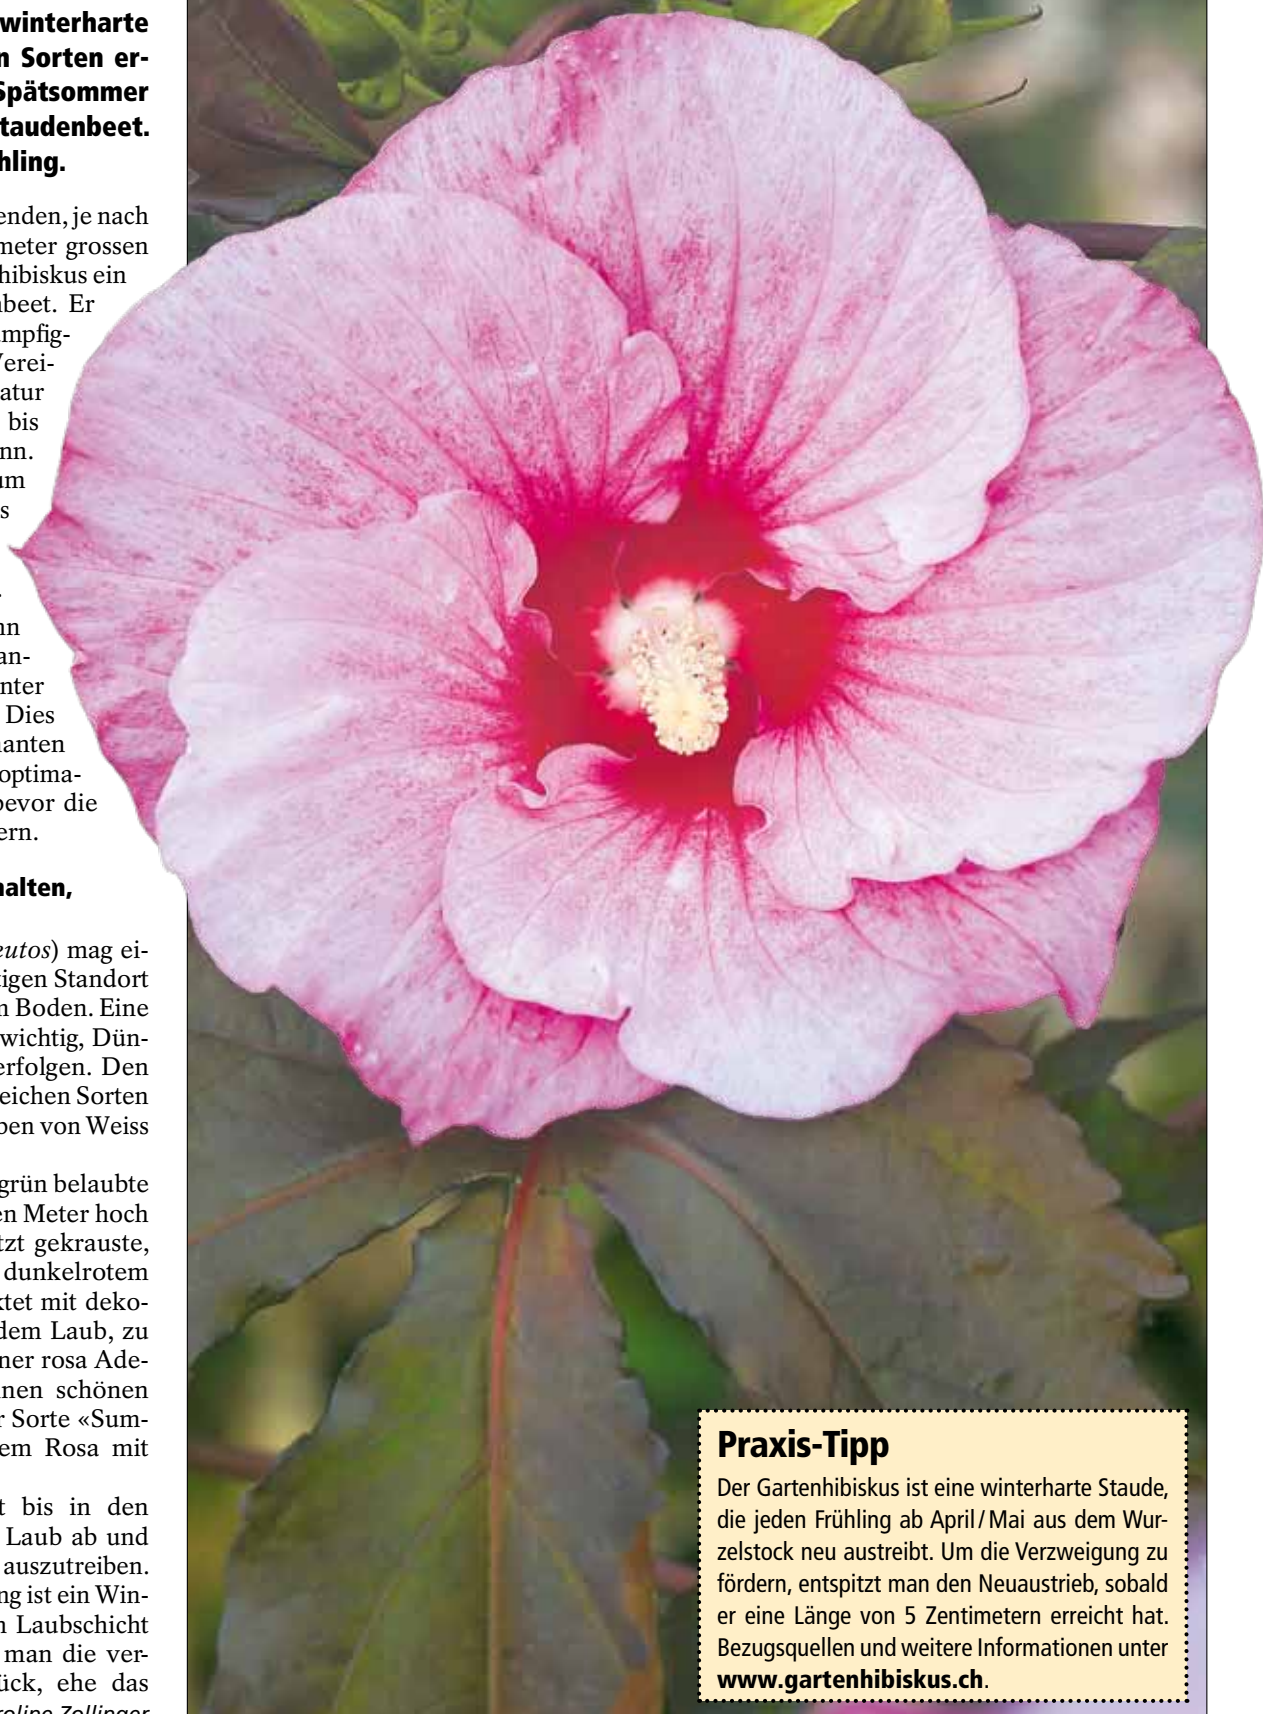 winterharte
Sorten er-
Spätsommer
taudenbeet.
hling.
enden, je nach
meter grossen
hibiskus ein
beet. Er
mpfig-
Verei-
atur
bis
nn.
um
s
nn
an-
nter
Dies
nanten
optima-
bevor die
ern.
halten,
eutos) mag ei-
tigen Standort
n Boden. Eine
wichtig, Dün-
erfolgen. Den
eichen Sorten
ben von Weiss
grün belaubte
en Meter hoch
tzt gekrauste,
dunkelrotem
ktet mit deko-
dem Laub, zu
ner rosa Ade-
nen schönen
r Sorte «Sum-
em Rosa mit
t bis in den
Laub ab und
auszutreiben.
ng ist ein Win-
n Laubschicht
man die ver-
ück, ehe das
roline Zollinger
Praxis-Tipp
Der Gartenhibiskus ist eine winterharte Staude,
die jeden Frühling ab April/Mai aus dem Wur-
zelstock neu austreibt. Um die Verzweigung zu
fördern, entspitzt man den Neuaustrieb, sobald
er eine Länge von 5 Zentimetern erreicht hat.
Bezugsquellen und weitere Informationen unter
www.gartenhibiskus.ch.